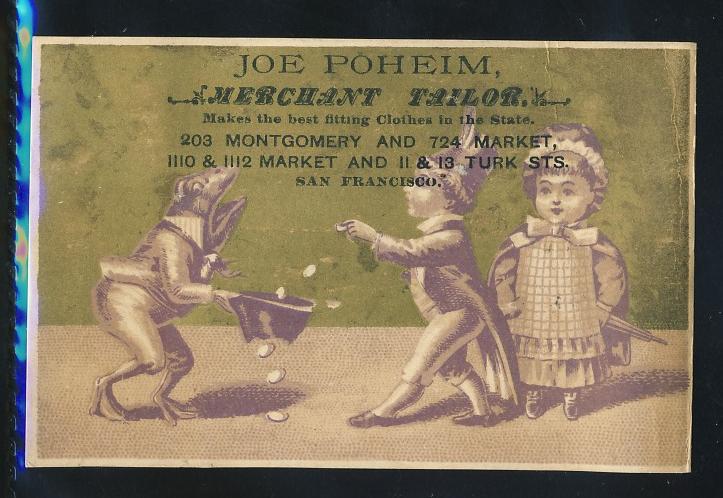 JOE POHEIM,
MERCHANT TAILOR.
Makes the best fitting Clothes in the State.
203 MONTGOMERY AND 724 MARKET,
1110 & 1112 MARKET AND 11 & 13 TURK STS.
SAN FRANCISCO.